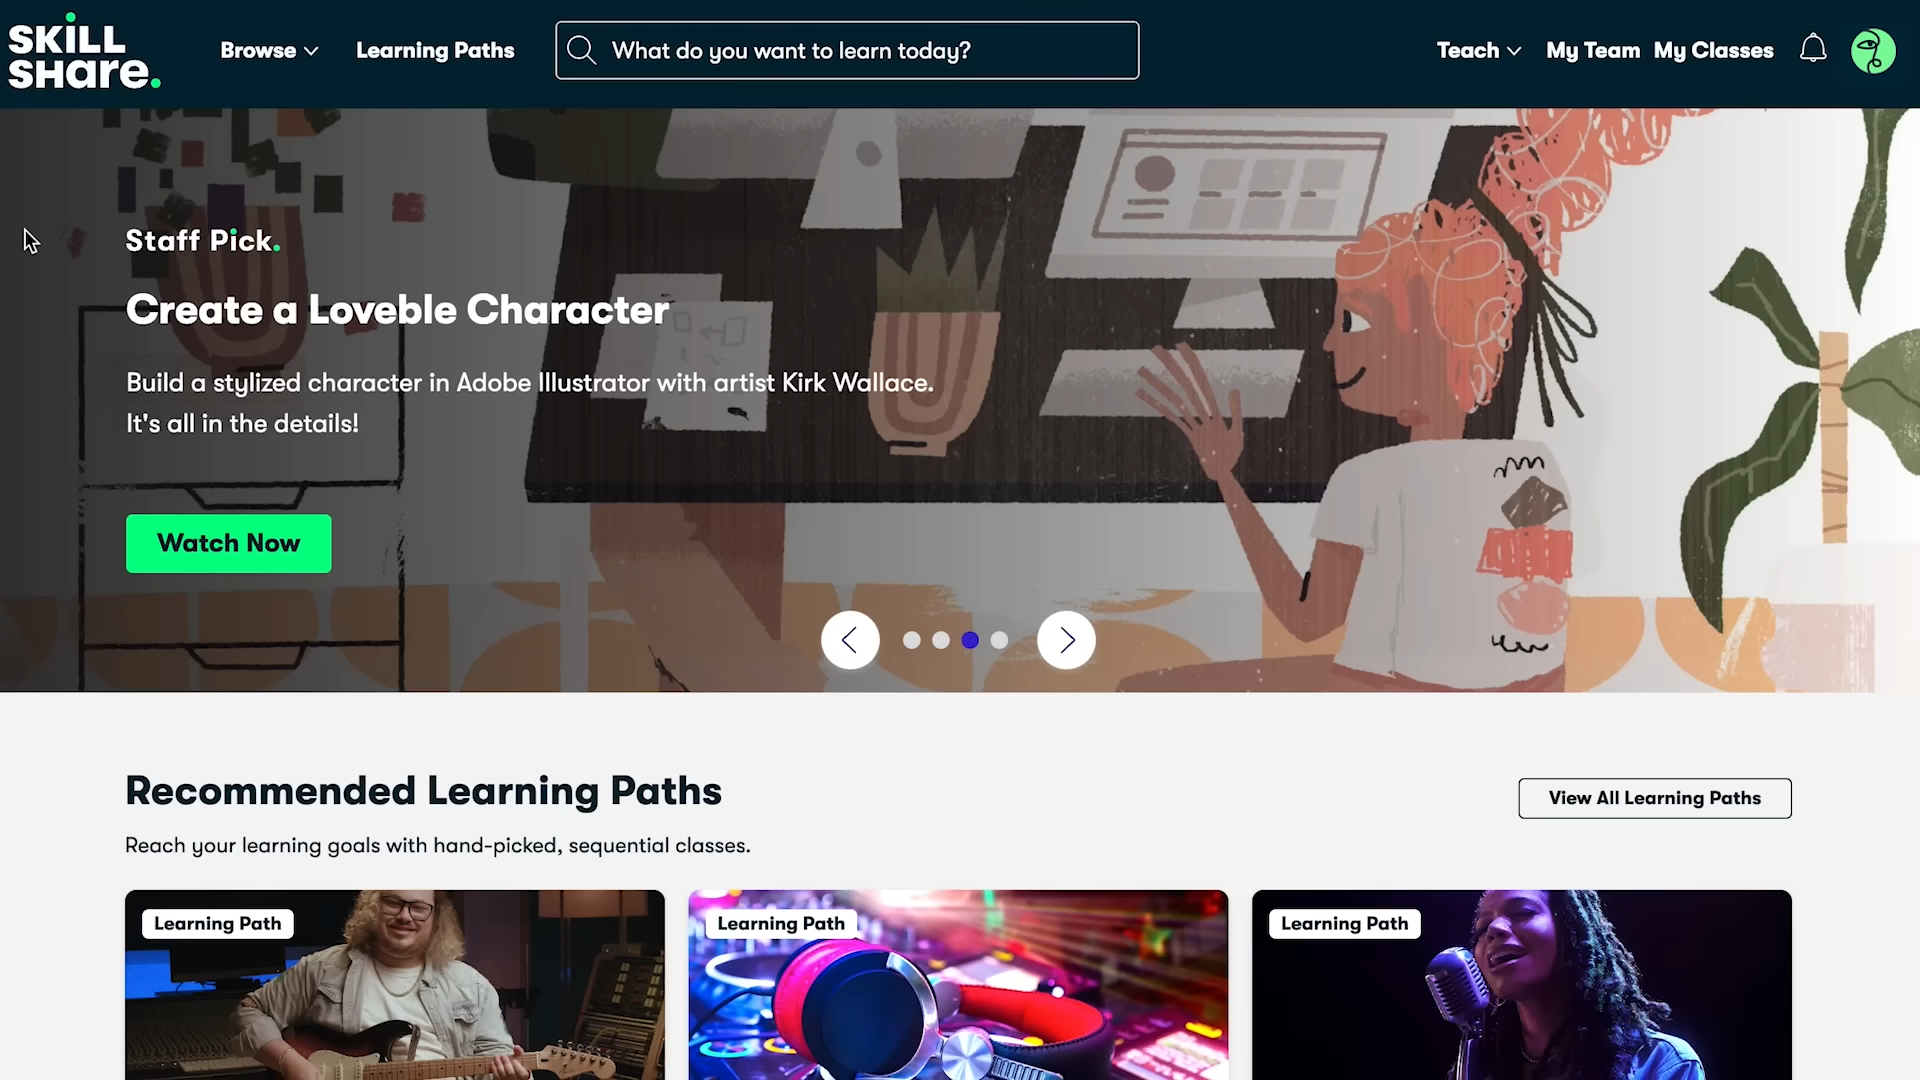 SKILL
SHare.
Browse
Learning Paths
What do you want to learn today?
Teach
My Team
My Classes
Staff Pick.
Create a Loveble Character
Build a stylized character in Adobe Illustrator with artist Kirk Wallace.
It's all in the details!
Watch Now
Recommended Learning Paths
View All Learning Paths
Reach your learning goals with hand-picked, sequential classes.
Learning Path
Learning Path
Learning Path